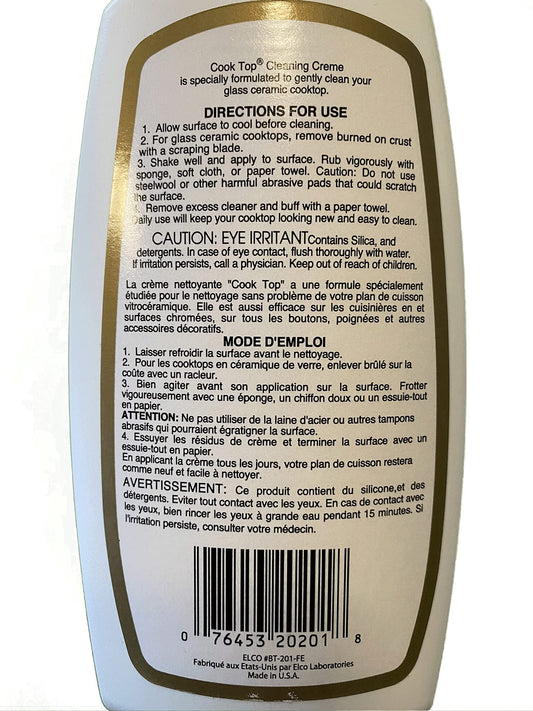 Cook Top® Cleaning Creme
is specially formulated to gently clean your
glass ceramic cooktop.
DIRECTIONS FOR USE
1. Allow surface to cool before cleaning.
2. For glass ceramic cooktops, remove burned on crust
with a scraping blade.
3. Shake well and apply to surface. Rub vigorously with
sponge, soft cloth, or paper towel. Caution: Do not use
steelwool or other harmful abrasive pads that could scratch
the surface.
4. Remove excess cleaner and buff with a paper towel.
Daily use will keep your cooktop looking new and easy to clean.
CAUTION: EYE IRRITANT Contains Silica, and
detergents. In case of eye contact, flush thoroughly with water.
If irritation persists, call a physician. Keep out of reach of children.
La crème nettoyante "Cook Top" a une formule spécialement
étudiée pour le nettoyage sans problème de votre plan de cuisson
vitrocéramique. Elle est aussi efficace sur les cuisinières en et
surfaces chromées, sur tous les boutons, poignées et autres
accessoires décoratifs.
MODE D'EMPLOI
1. Laisser refroidir la surface avant le nettoyage.
2. Pour les cooktops en céramique de verre, enlever brûlé sur la
coûte avec un racleur.
3. Bien agiter avant son application sur la surface. Frotter
vigoureusement avec une éponge, un chiffon doux ou un essuie-tout
en papier.
ATTENTION: Ne pas utiliser de la laine d'acier ou autres tampons
abrasifs qui pourraient égratigner la surface.
4. Essuyer les résidus de crème et terminer la surface avec un
essuie-tout en papier.
En applicant la crème tous les jours, votre plan de cuisson restera
comme neuf et facile à nettoyer.
AVERTISSEMENT: Ce produit contient du silicone,et des
détergents. Eviter tout contact avec les yeux. En cas de contact avec
les yeux, bien rincer les yeux à grande eau pendant 15 minutes. Si
l'irritation persiste, consulter votre médecin.
0 76453 20201 8
ELCO #BT-201-FE
Fabriqué aux Etats-Unis par Elco Laboratories
Made in U.S.A.